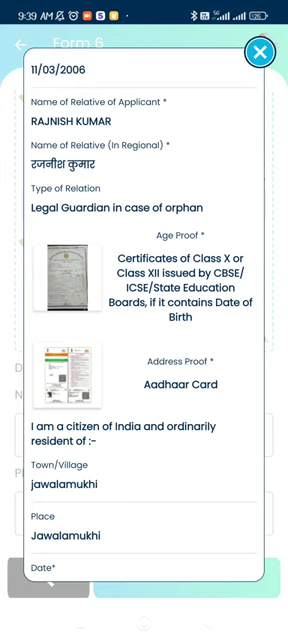 9:39 AM
26
Form 6
11/03/2006
Name of Relative of Applicant *
RAJNISH KUMAR
Name of Relative (In Regional) *
रजनीश कुमार
Type of Relation
Legal Guardian in case of orphan
Age Proof *
Certificates of Class X or
Class XII issued by CBSE/
ICSE/State Education
Boards, if it contains Date of
Birth
Address Proof *
Aadhaar Card
I am a citizen of India and ordinarily
resident of :-
Town/Village
jawalamukhi
Place
Jawalamukhi
Date*